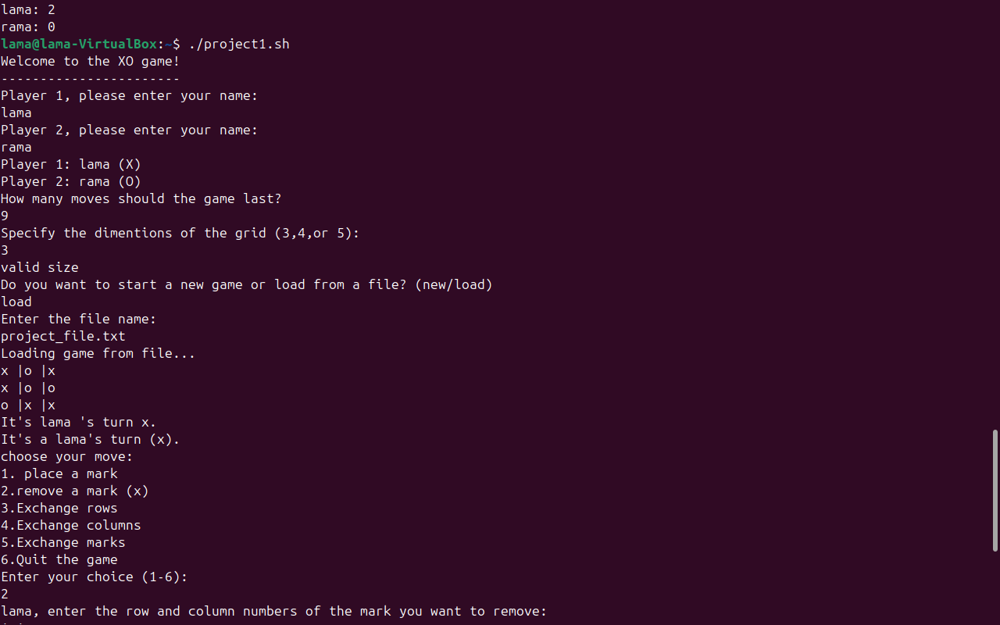 lama: 2
rama: 0
lama@lama-VirtualBox:~$ ./project1.sh
Welcome to the XO game!
-----------------------
Player 1, please enter your name:
lama
Player 2, please enter your name:
rama
Player 1: lama (X)
Player 2: rama (O)
How many moves should the game last?
9
Specify the dimentions of the grid (3,4,or 5):
3
valid size
Do you want to start a new game or load from a file? (new/load)
load
Enter the file name:
project_file.txt
Loading game from file...
x |o |x
x |o |o
o |x |x
It's lama 's turn x.
It's a lama's turn (x).
choose your move:
1. place a mark
2.remove a mark (x)
3.Exchange rows
4.Exchange columns
5.Exchange marks
6.Quit the game
Enter your choice (1-6):
2
lama, enter the row and column numbers of the mark you want to remove: